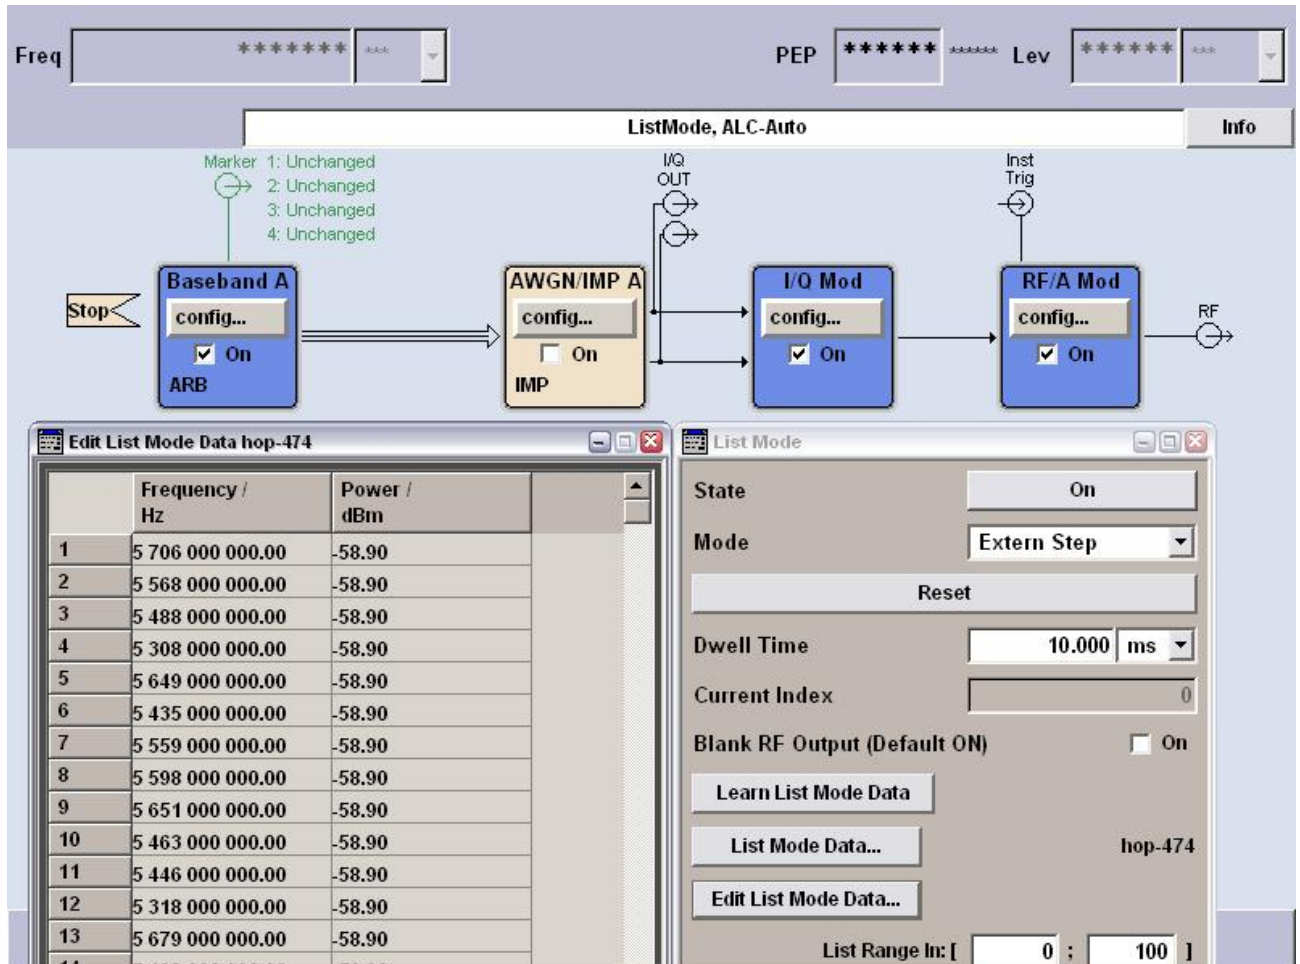 Freq ******* *** PEP ****** ****** Lev ****** ***
ListMode, ALC-Auto Info
Marker 1: Unchanged
2: Unchanged
3: Unchanged
4: Unchanged
I/Q
OUT
Inst
Trig
Stop
Baseband A
config...
On
ARB
AWGN/IMP A
config...
On
IMP
I/Q Mod
config...
On
RF/A Mod
config...
On
RF
Edit List Mode Data hop-474
Frequency / Power /
Hz dBm
1 5 706 000 000.00 -58.90
2 5 568 000 000.00 -58.90
3 5 488 000 000.00 -58.90
4 5 308 000 000.00 -58.90
5 5 649 000 000.00 -58.90
6 5 435 000 000.00 -58.90
7 5 559 000 000.00 -58.90
8 5 598 000 000.00 -58.90
9 5 651 000 000.00 -58.90
10 5 463 000 000.00 -58.90
11 5 446 000 000.00 -58.90
12 5 318 000 000.00 -58.90
13 5 679 000 000.00 -58.90
List Mode
State On
Mode Extern Step
Reset
Dwell Time 10.000 ms
Current Index 0
Blank RF Output (Default ON) On
Learn List Mode Data
List Mode Data... hop-474
Edit List Mode Data...
List Range In: [ 0 ; 100 ]